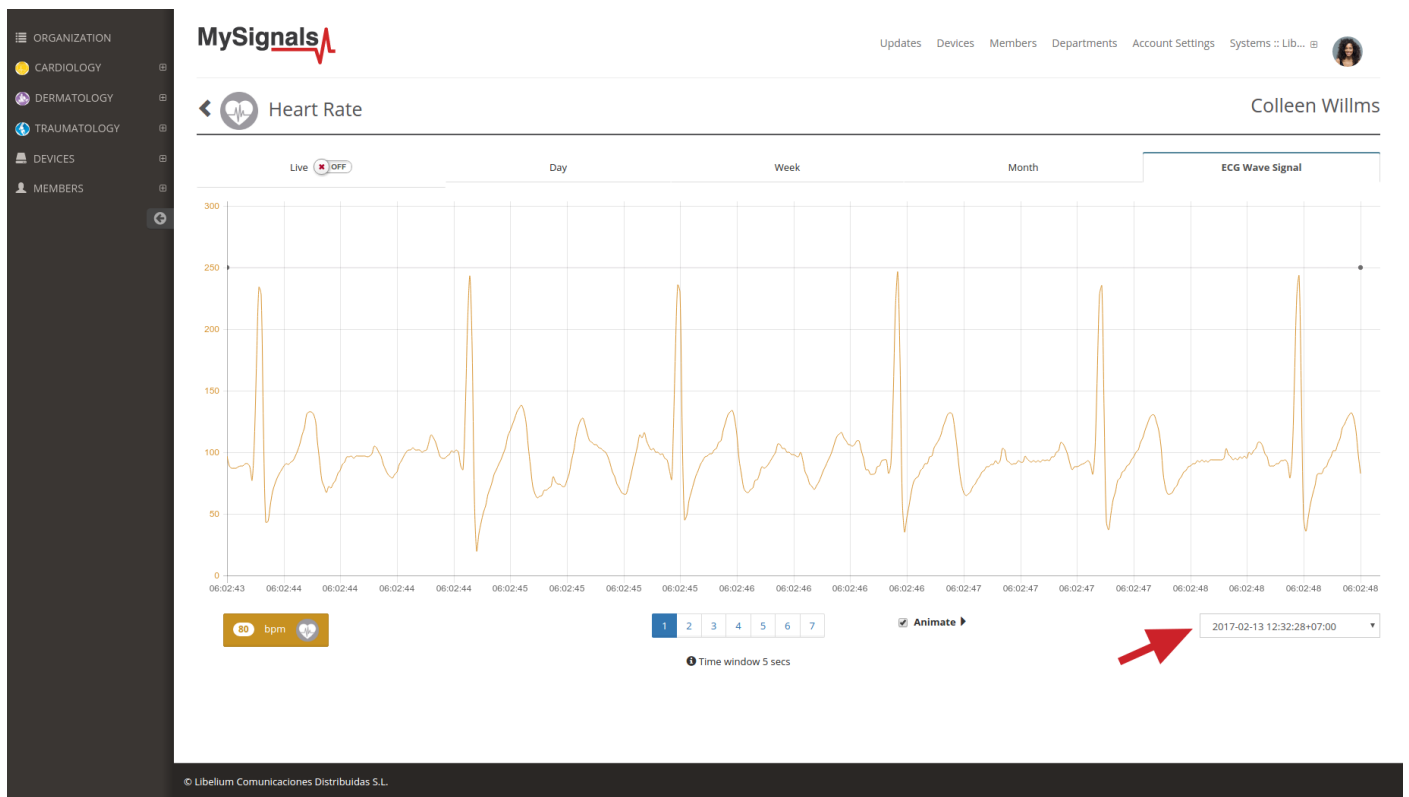 ORGANIZATION
CARDIOLOGY
DERMATOLOGY
TRAUMATOLOGY
DEVICES
MEMBERS
MySignals
Updates Devices Members Departments Account Settings Systems :: Lib...
Heart Rate
Colleen Willms
Live OFF Day Week Month ECG Wave Signal
300
250
200
150
100
50
0
06:02:43 06:02:44 06:02:44 06:02:44 06:02:44 06:02:45 06:02:45 06:02:45 06:02:45 06:02:46 06:02:46 06:02:46 06:02:46 06:02:47 06:02:47 06:02:47 06:02:47 06:02:48 06:02:48 06:02:48 06:02:48
80 bpm
1 2 3 4 5 6 7
Animate
2017-02-13 12:32:28+07:00
Time window 5 secs
© Libelium Comunicaciones Distribuidas S.L.